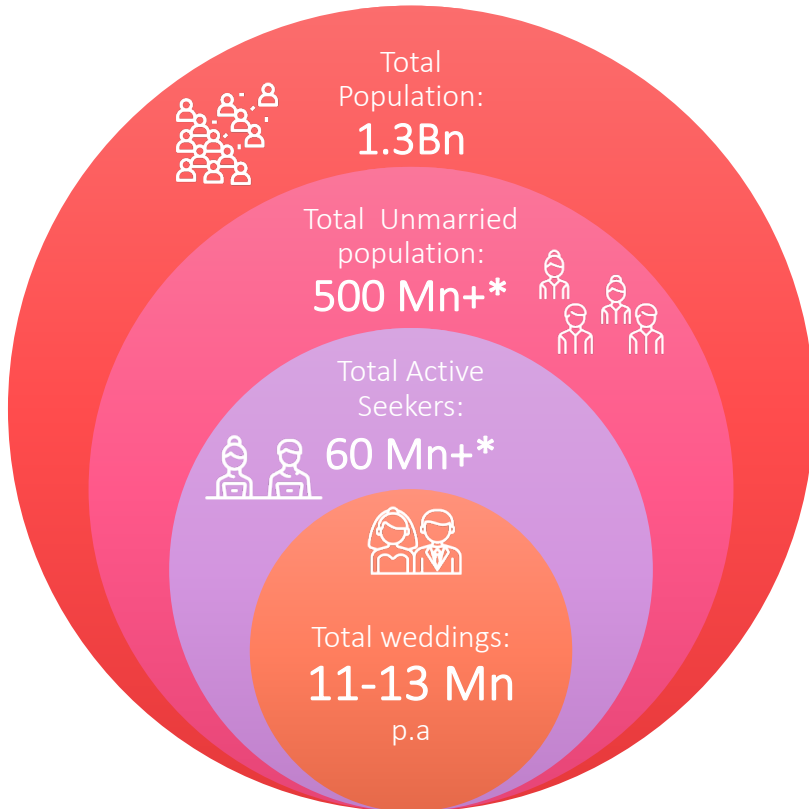 Total
Population:
1.3Bn
Total Unmarried
population:
500 Mn+*
Total Active
Seekers:
60 Mn+*
Total weddings:
11-13 Mn
p.a